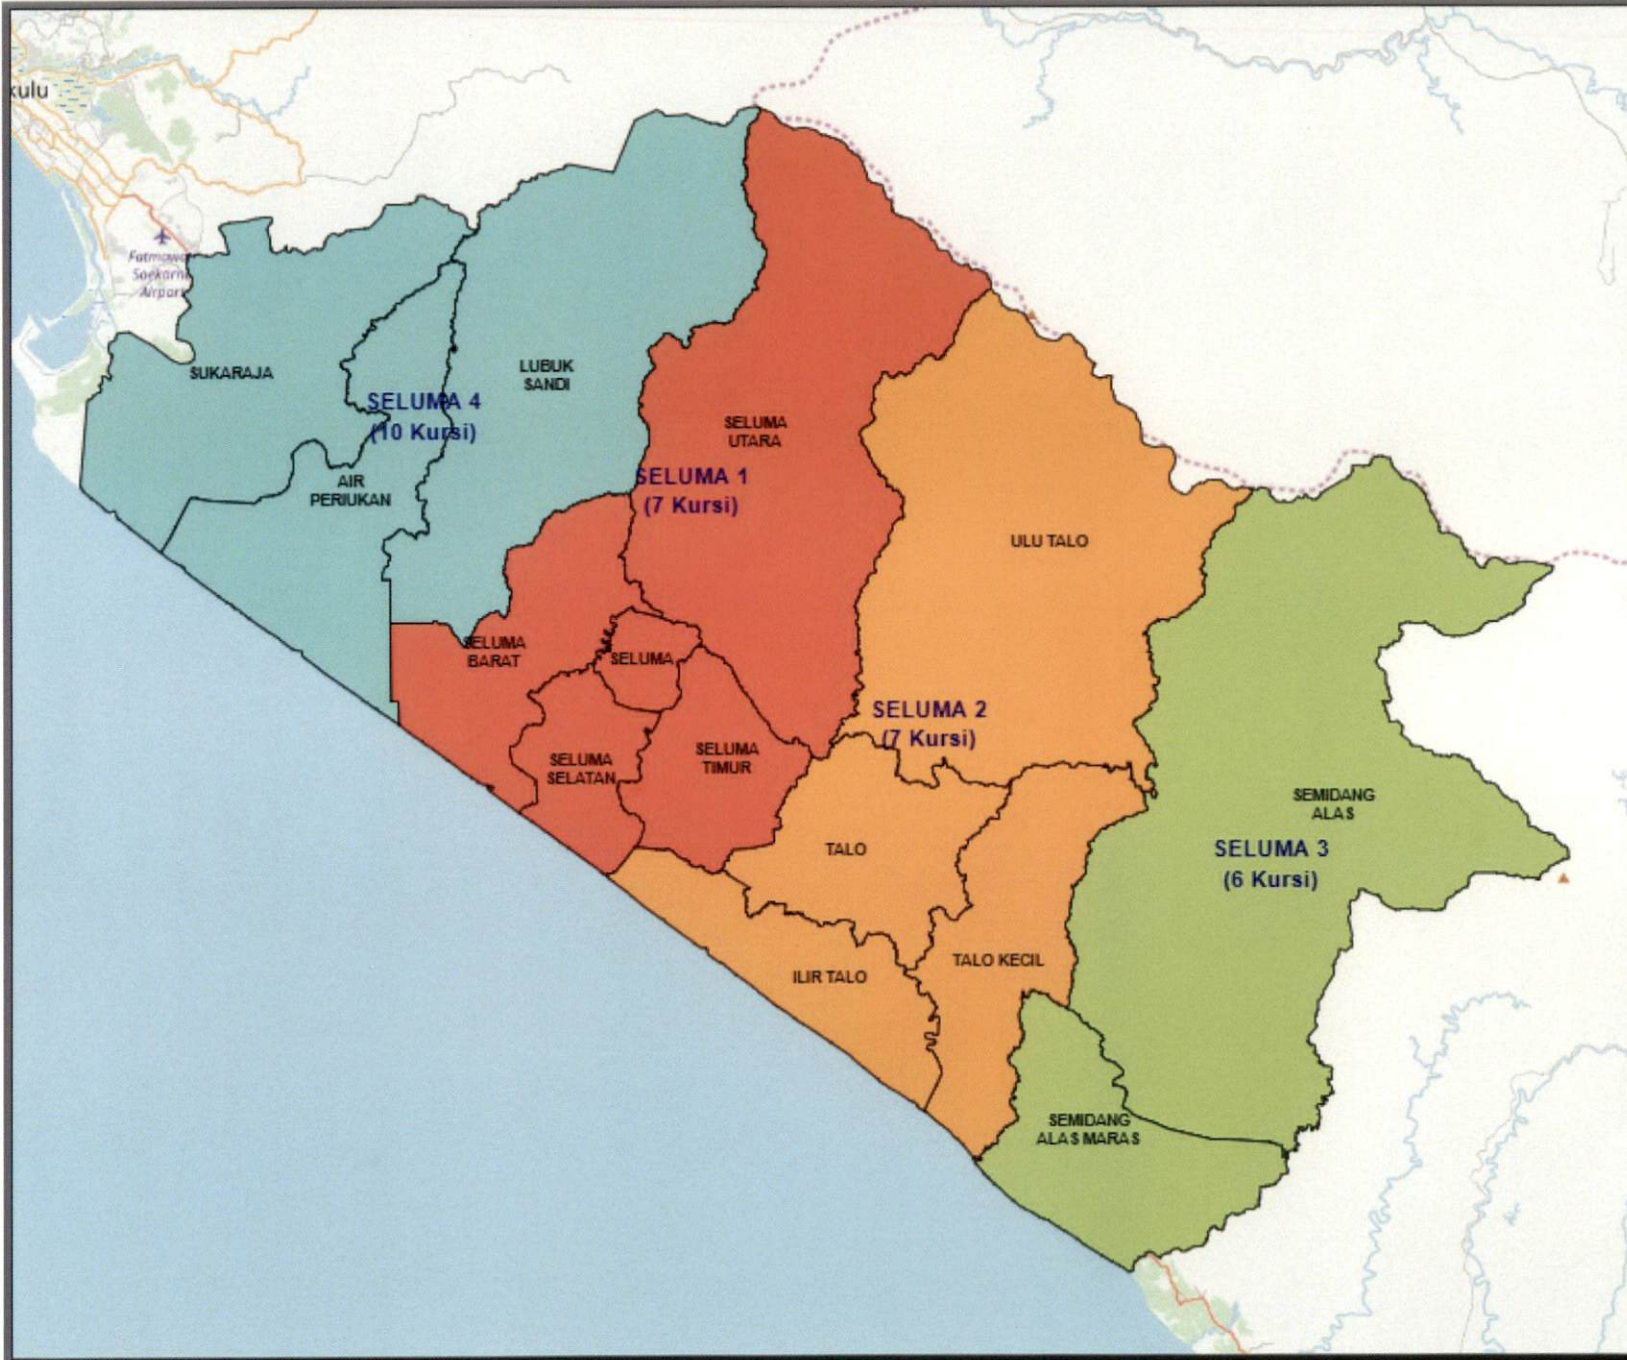 kulu
Fatmawa
Soekarn
Airport
SUKARAJA
LUBUK
SANDI
SELUMA 4
(10 Kursi)
AIR
PERIUKAN
SELUMA
UTARA
SELUMA 1
(7 Kursi)
ULU TALO
SELUMA
BARAT
SELUMA
SELUMA
SELATAN
SELUMA
TIMUR
SELUMA 2
(7 Kursi)
SEMIDANG
ALAS
SELUMA 3
(6 Kursi)
TALO
TALO KECIL
ILIR TALO
SEMIDANG
ALAS MARAS